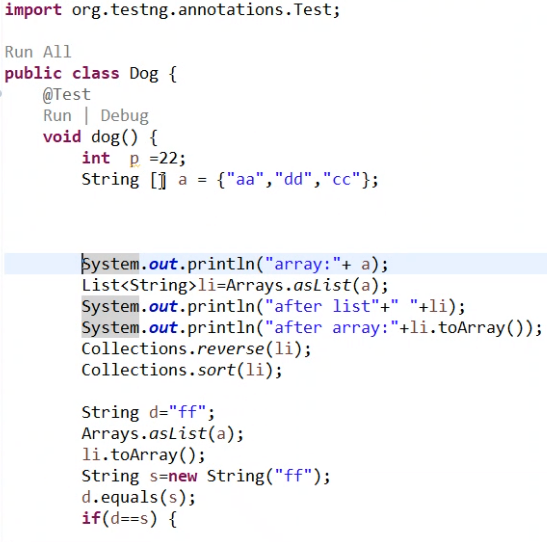 import org.testng.annotations.Test;
Run All
public class Dog {
@Test
Run | Debug
void dog() {
int  p =22;
String [] a = {"aa","dd","cc"};
System.out.println("array:"+ a);
List<String>li=Arrays.asList(a);
System.out.println("after list"+" "+li);
System.out.println("after array:"+li.toArray());
Collections.reverse(li);
Collections.sort(li);
String d="ff";
Arrays.asList(a);
li.toArray();
String s=new String("ff");
d.equals(s);
if(d==s) {